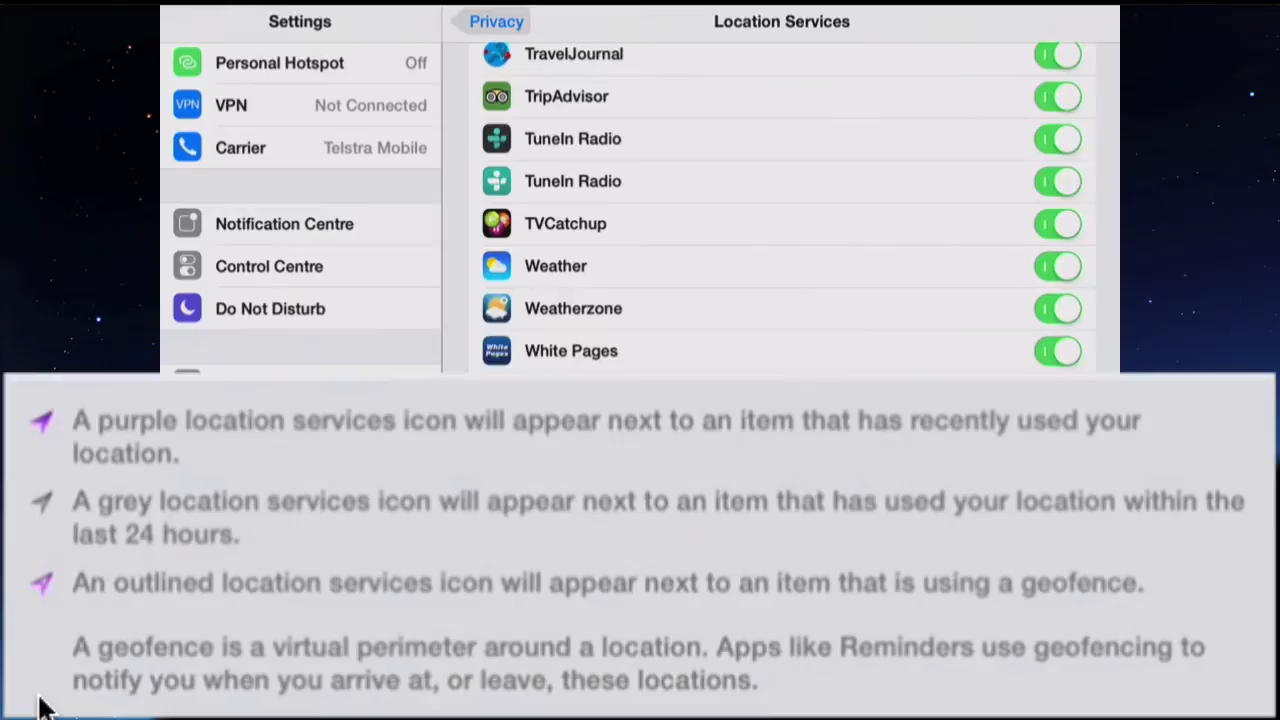 Settings
Privacy
Location Services
Personal Hotspot Off
VPN VPN Not Connected
Carrier Telstra Mobile
Notification Centre
Control Centre
Do Not Disturb
TravelJournal
TripAdvisor
TuneIn Radio
TuneIn Radio
TVCatchup
Weather
Weatherzone
White Pages White Pages
A purple location services icon will appear next to an item that has recently used your
location.
A grey location services icon will appear next to an item that has used your location within the
last 24 hours.
An outlined location services icon will appear next to an item that is using a geofence.
A geofence is a virtual perimeter around a location. Apps like Reminders use geofencing to
notify you when you arrive at, or leave, these locations.